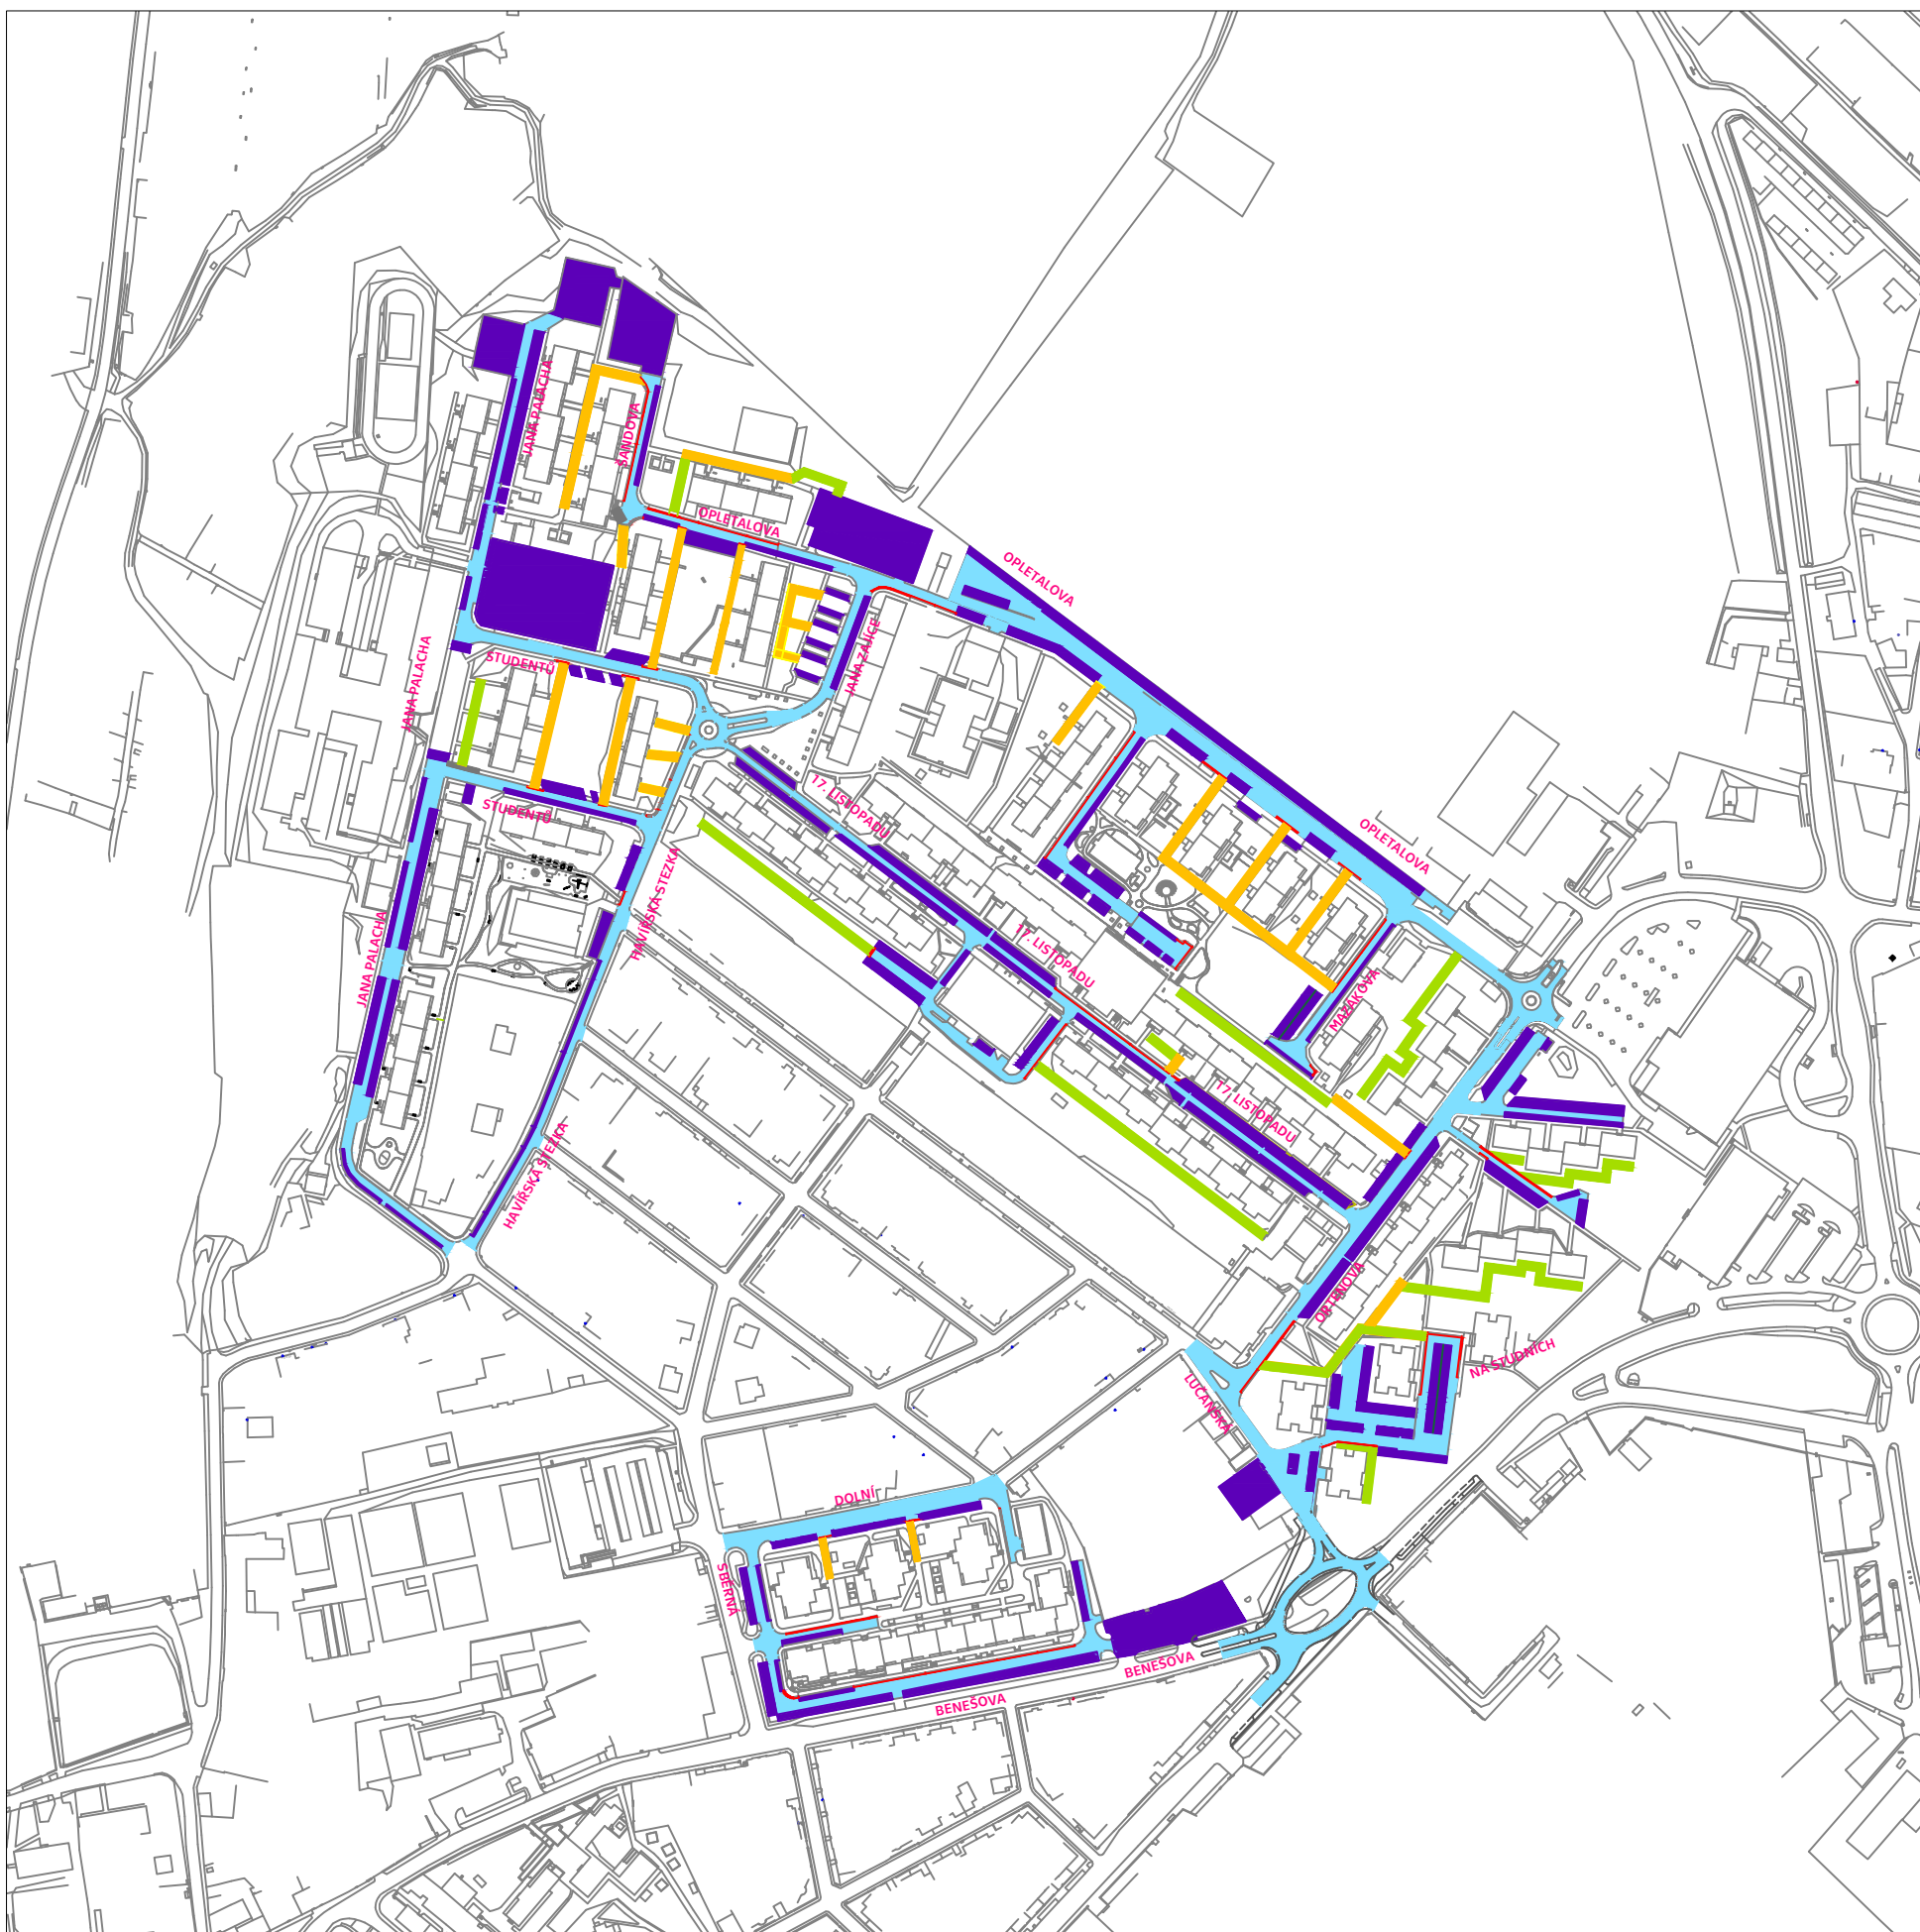 JANA PALACHA
ŠANDOVA
OPLETALOVA
OPLETALOVA
JANA ZAJÍCE
JANA PALACHA
STUDENTŮ
17. LISTOPADU
STUDENTŮ
OPLETALOVA
HAVÍŘSKÁ STEZKA
JANA PALACHA
17. LISTOPADU
MAZÁKOVA
17. LISTOPADU
HAVÍŘSKÁ STEZKA
ORTENOVA
NA STUDNÍCH
LUČANSKÁ
DOLNÍ
SBĚRNÁ
BENEŠOVA
BENEŠOVA